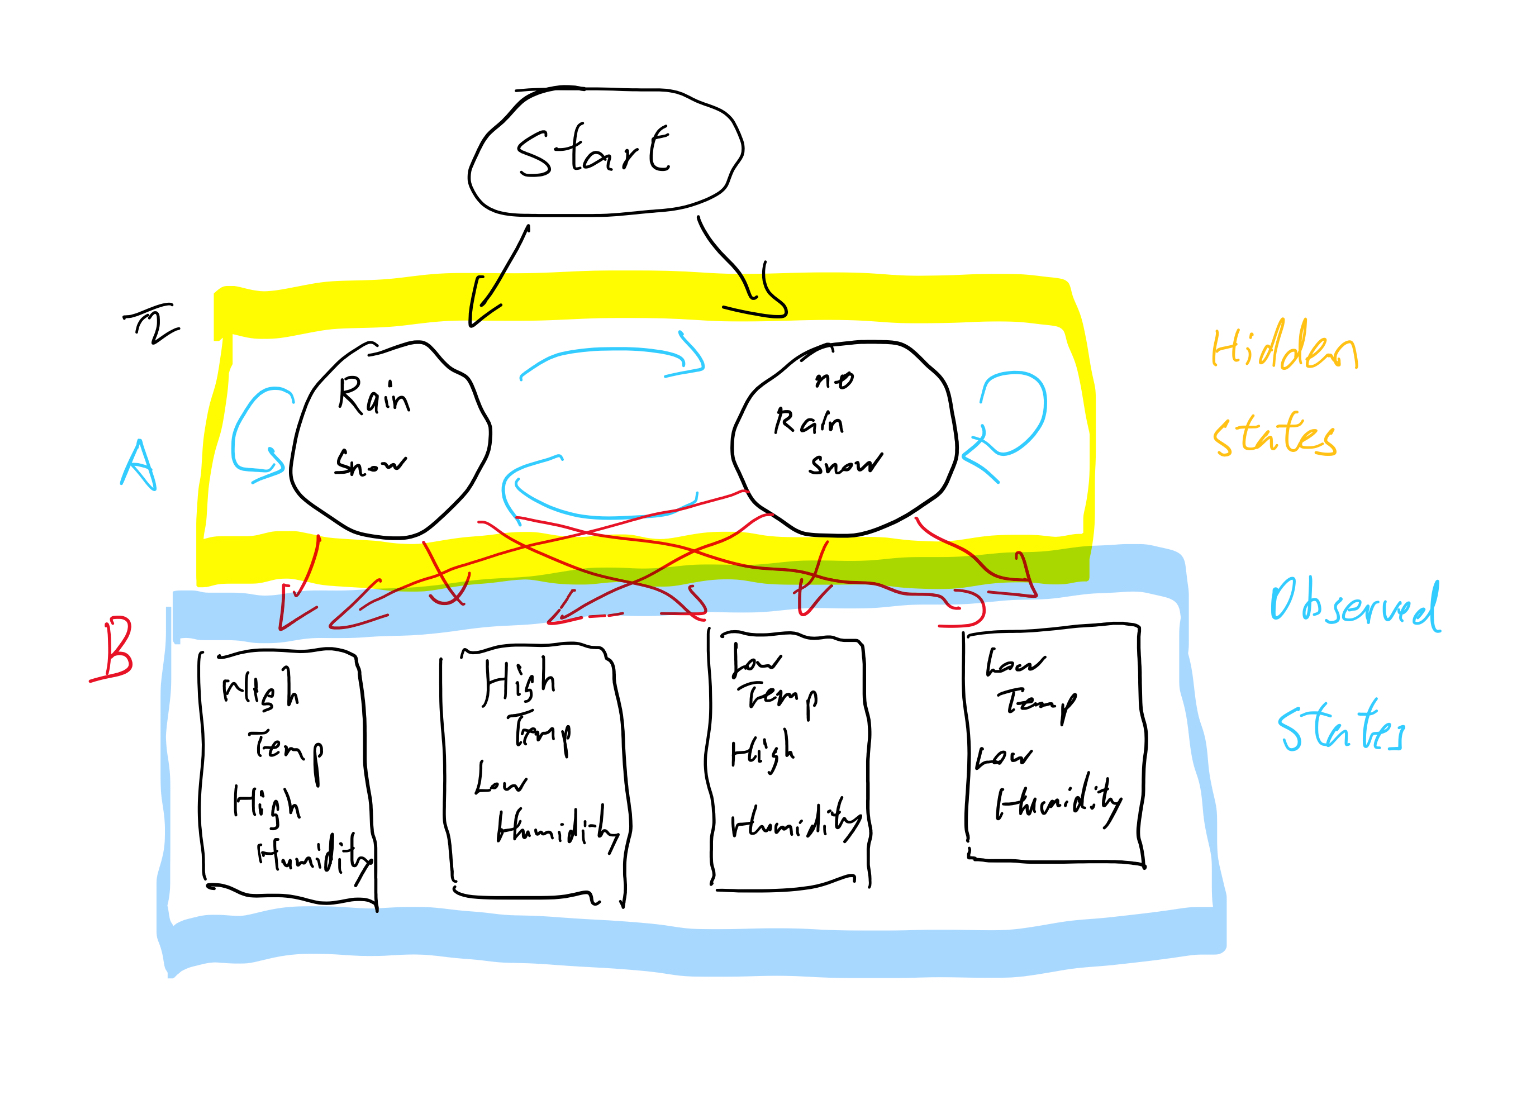 Start
π
Rain
Snow
no
Rain
snow
Hidden
states
A
B
High
Temp
High
Humidity
High
Temp
Low
Humidity
Low
Temp
High
Humidity
Low
Temp
Low
Humidity
Observed
States